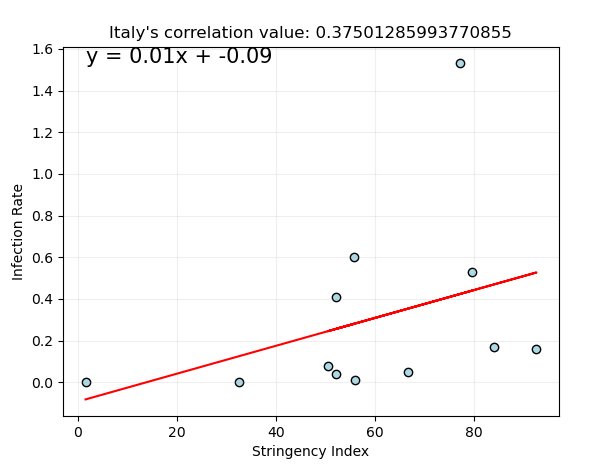 Italy's correlation value: 0.37501285993770855
y = 0.01x + -0.09
1.6
1.4
1.2
1.0
0.8
0.6
0.4
0.2
0.0
Infection Rate
0 20 40 60 80
Stringency Index